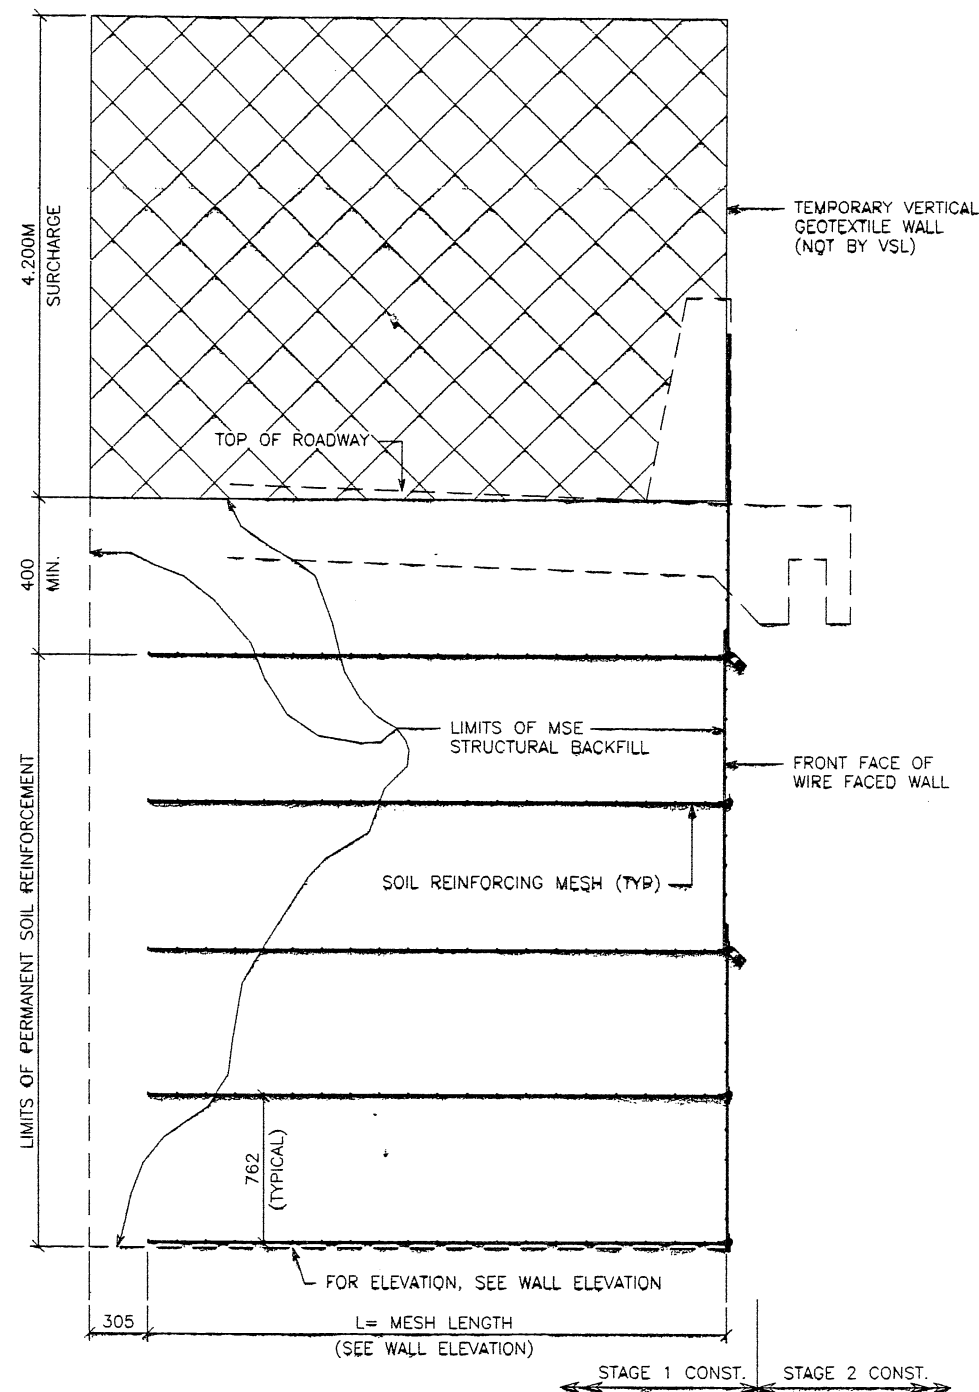 4.200M
SURCHARGE
TEMPORARY VERTICAL
GEOTEXTILE WALL
(NOT BY VSL)
TOP OF ROADWAY
400
MIN.
LIMITS OF MSE
STRUCTURAL BACKFILL
FRONT FACE OF
WIRE FACED WALL
SOIL REINFORCING MESH (TYP)
LIMITS OF PERMANENT SOIL REINFORCEMENT
762
(TYPICAL)
FOR ELEVATION, SEE WALL ELEVATION
305
L= MESH LENGTH
(SEE WALL ELEVATION)
STAGE 1 CONST.
STAGE 2 CONST.